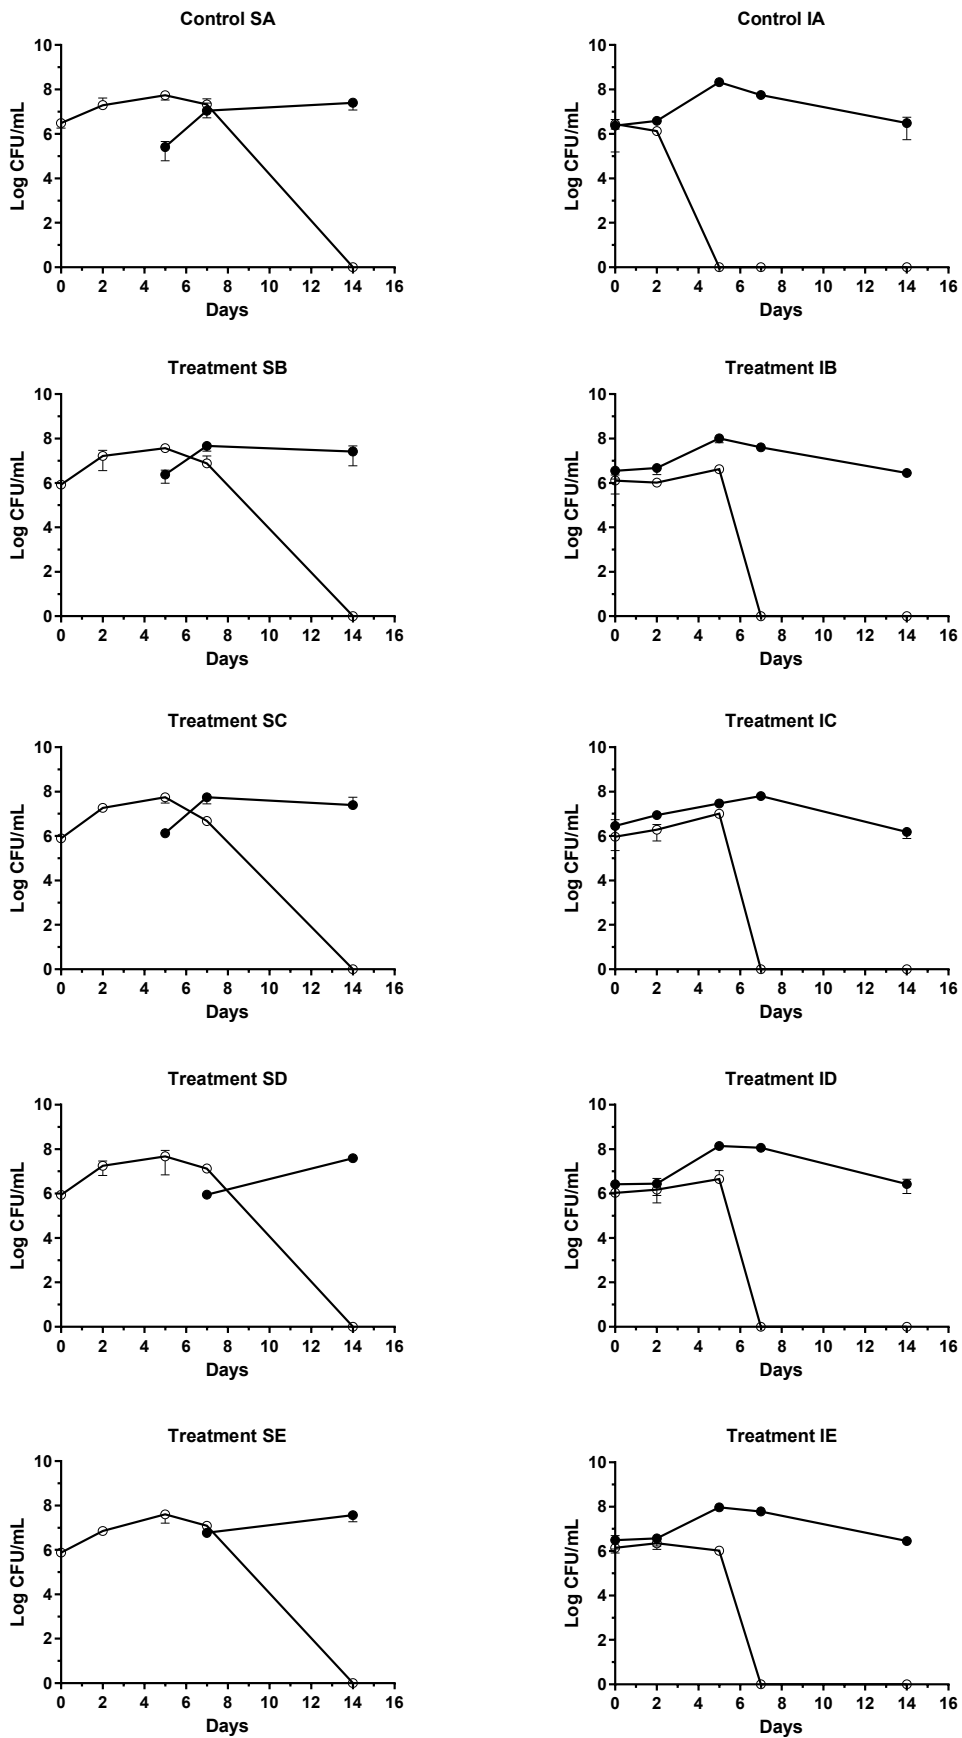 Control SA
Log CFU/mL
10
8
6
4
2
0
0 2 4 6 8 10 12 14 16
Days
Control IA
Log CFU/mL
10
8
6
4
2
0
0 2 4 6 8 10 12 14 16
Days
Treatment SB
Log CFU/mL
10
8
6
4
2
0
0 2 4 6 8 10 12 14 16
Days
Treatment IB
Log CFU/mL
10
8
6
4
2
0
0 2 4 6 8 10 12 14 16
Days
Treatment SC
Log CFU/mL
10
8
6
4
2
0
0 2 4 6 8 10 12 14 16
Days
Treatment IC
Log CFU/mL
10
8
6
4
2
0
0 2 4 6 8 10 12 14 16
Days
Treatment SD
Log CFU/mL
10
8
6
4
2
0
0 2 4 6 8 10 12 14 16
Days
Treatment ID
Log CFU/mL
10
8
6
4
2
0
0 2 4 6 8 10 12 14 16
Days
Treatment SE
Log CFU/mL
10
8
6
4
2
0
0 2 4 6 8 10 12 14 16
Days
Treatment IE
Log CFU/mL
10
8
6
4
2
0
0 2 4 6 8 10 12 14 16
Days